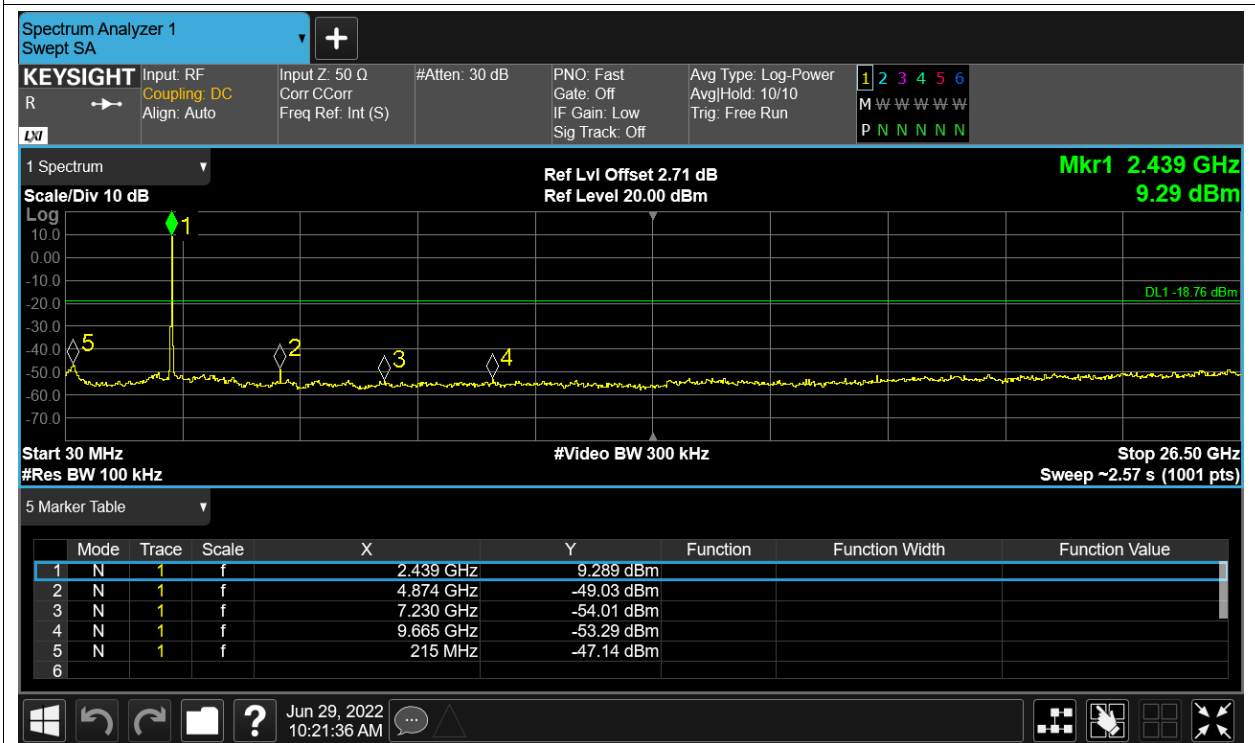 Spectrum Analyzer 1
Swept SA
+
KEYSIGHT Input: RF Input Z: 50 Ω #Atten: 30 dB PNO: Fast Avg Type: Log-Power 1 2 3 4 5 6
R Coupling: DC Corr CCorr Gate: Off Avg|Hold: 10/10 M W W W W W
Align: Auto Freq Ref: Int (S) IF Gain: Low Trig: Free Run
LXI Sig Track: Off P N N N N N
1 Spectrum Ref Lvl Offset 2.71 dB Mkr1 2.439 GHz
Scale/Div 10 dB Ref Level 20.00 dBm 9.29 dBm
Log
1
10.0
0.00
-10.0
DL1 -18.76 dBm
-20.0
-30.0
-40.0 5 2 3 4
-50.0
-60.0
-70.0
Start 30 MHz #Video BW 300 kHz Stop 26.50 GHz
#Res BW 100 kHz Sweep ~2.57 s (1001 pts)
5 Marker Table
Mode Trace Scale X Y Function Function Width Function Value
1 N 1 f 2.439 GHz 9.289 dBm
2 N 1 f 4.874 GHz -49.03 dBm
3 N 1 f 7.230 GHz -54.01 dBm
4 N 1 f 9.665 GHz -53.29 dBm
5 N 1 f 215 MHz -47.14 dBm
6
? Jun 29, 2022
10:21:36 AM